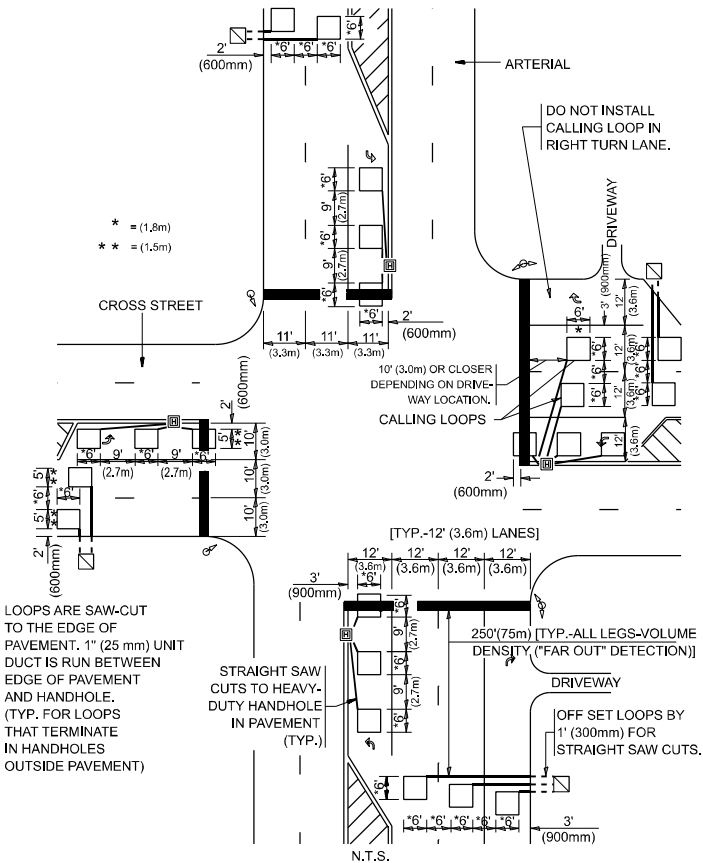 *6'
*6' *6' *6'
2'
(600mm)
ARTERIAL
DO NOT INSTALL
CALLING LOOP IN
RIGHT TURN LANE.
* = (1.8m)
** = (1.5m)
*6'
9'
(2.7m)
*6'
9'
(2.7m)
*6'
*6'
2'
(600mm)
11' 11' 11'
(3.3m) (3.3m) (3.3m)
CROSS STREET
DRIVEWAY
3' (900mm)
12'
(3.6m)
6'
*
*6'
12'
(3.6m)
*6'
*6'
*6'
*6'
*6'
12'
(3.6m)
10' (3.0m) OR CLOSER
DEPENDING ON DRIVE-
WAY LOCATION.
CALLING LOOPS
2'
(600mm)
2'
(600mm)
5'
**
10'
(3.0m)
*6' 9' *6' 9' *6'
(2.7m) (2.7m)
10'
(3.0m)
10'
(3.0m)
5'
**
*6'
*6'
5'
**
2'
(600mm)
[TYP.-12' (3.6m) LANES]
12' 12' 12' 12'
(3.6m) (3.6m) (3.6m) (3.6m)
3'
(900mm)
*6'
*6'
9'
(2.7m)
*6'
9'
(2.7m)
*6'
LOOPS ARE SAW-CUT
TO THE EDGE OF
PAVEMENT. 1" (25 mm) UNIT
DUCT IS RUN BETWEEN
EDGE OF PAVEMENT
AND HANDHOLE.
(TYP. FOR LOOPS
THAT TERMINATE
IN HANDHOLES
OUTSIDE PAVEMENT)
STRAIGHT SAW
CUTS TO HEAVY-
DUTY HANDHOLE
IN PAVEMENT
(TYP.)
250'(75m) [TYP.-ALL LEGS-VOLUME
DENSITY ("FAR OUT" DETECTION)]
DRIVEWAY
OFF SET LOOPS BY
1' (300mm) FOR
STRAIGHT SAW CUTS.
*6'
*6' *6' *6' *6' *6'
3'
(900mm)
N.T.S.